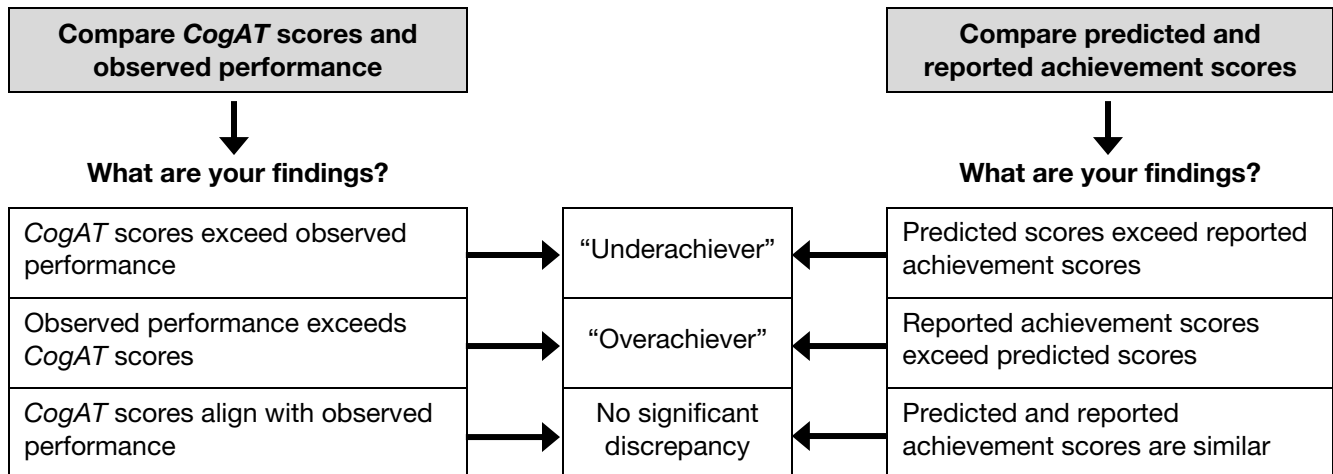 Compare CogAT scores and
observed performance
What are your findings?
CogAT scores exceed observed
performance
Observed performance exceeds
CogAT scores
CogAT scores align with observed
performance
“Underachiever”
“Overachiever”
No significant
discrepancy
Compare predicted and
reported achievement scores
What are your findings?
Predicted scores exceed reported
achievement scores
Reported achievement scores
exceed predicted scores
Predicted and reported
achievement scores are similar